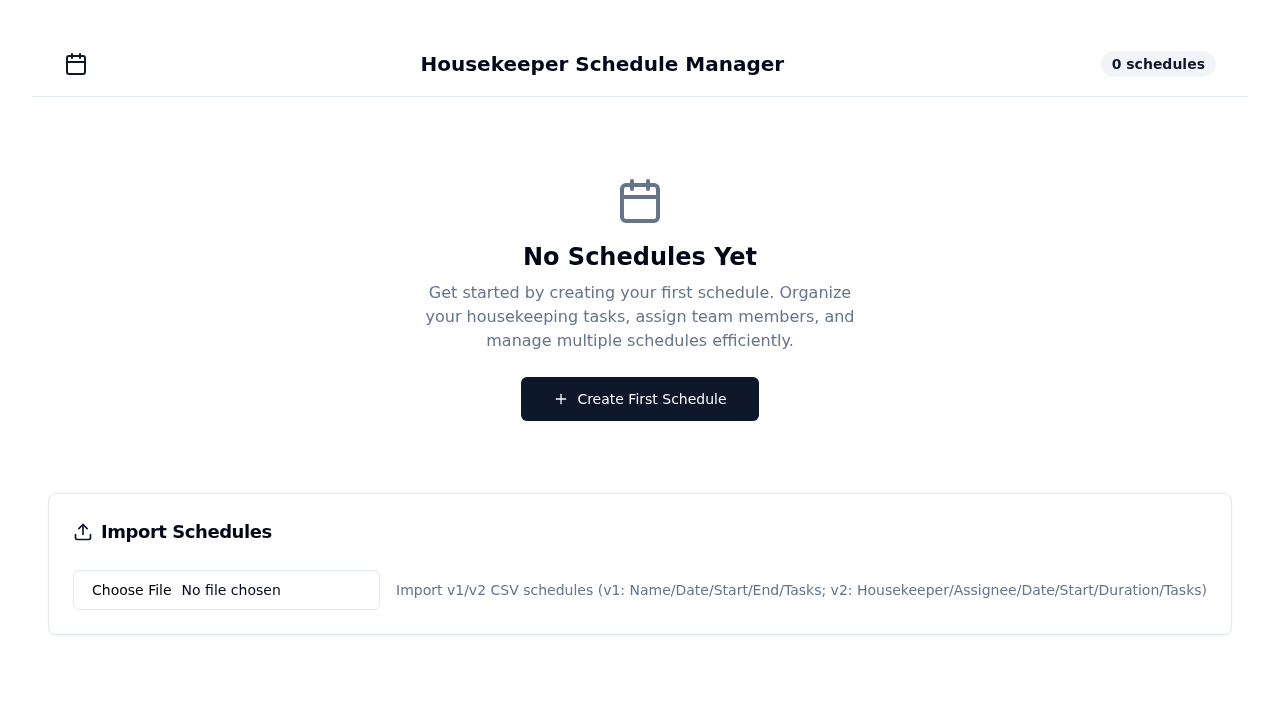 Housekeeper Schedule Manager
0 schedules
No Schedules Yet
Get started by creating your first schedule. Organize
your housekeeping tasks, assign team members, and
manage multiple schedules efficiently.
Create First Schedule
Import Schedules
Choose File No file chosen
Import v1/v2 CSV schedules (v1: Name/Date/Start/End/Tasks; v2: Housekeeper/Assignee/Date/Start/Duration/Tasks)